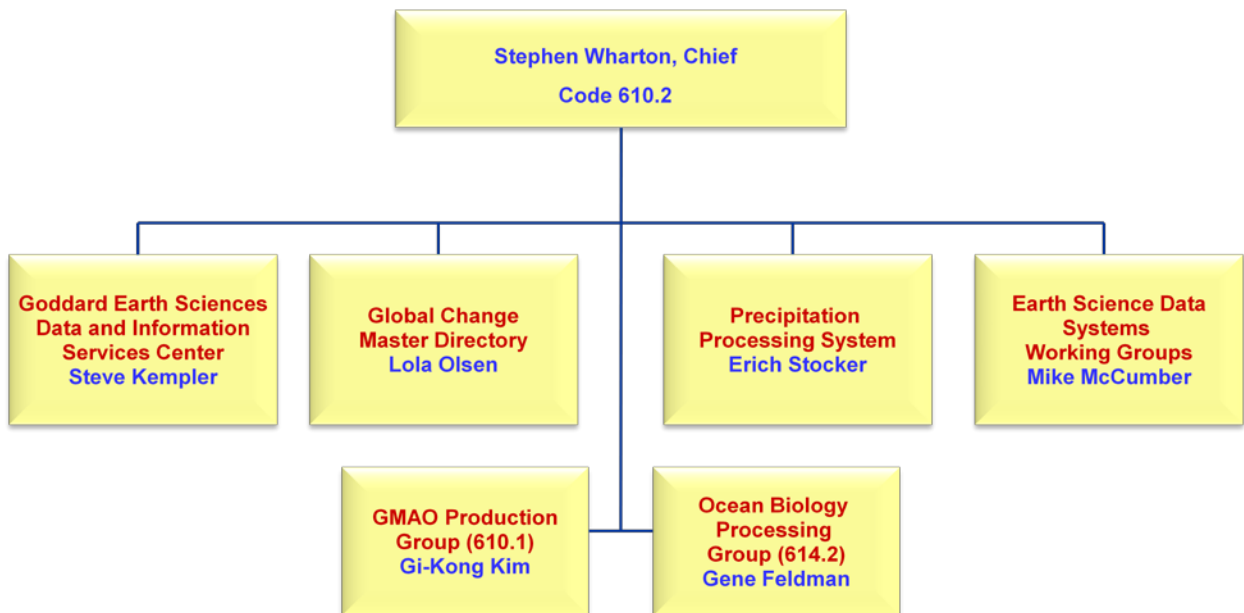 Stephen Wharton, Chief
Code 610.2
Goddard Earth Sciences
Data and Information
Services Center
Steve Kempler
Global Change
Master Directory
Lola Olsen
Precipitation
Processing System
Erich Stocker
Earth Science Data
Systems
Working Groups
Mike McCumber
GMAO Production
Group (610.1)
Gi-Kong Kim
Ocean Biology
Processing
Group (614.2)
Gene Feldman